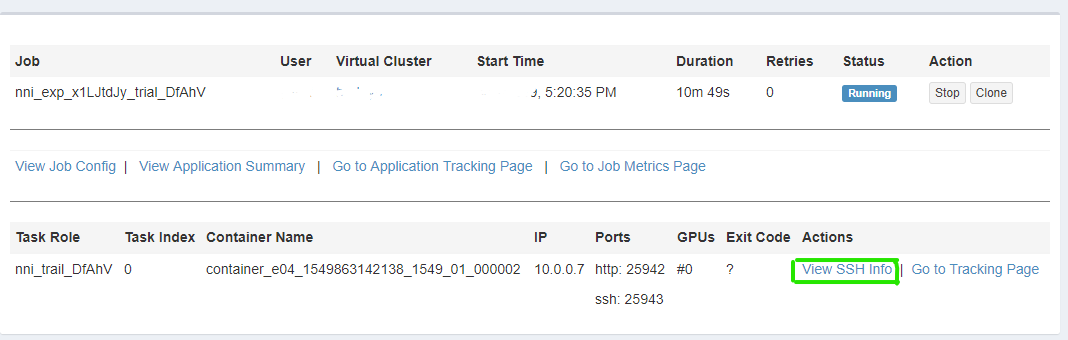 Job User Virtual Cluster Start Time Duration Retries Status Action
nni_exp_x1LJtdJy_trial_DfAhV 9, 5:20:35 PM 10m 49s 0 Running Stop Clone
View Job Config | View Application Summary | Go to Application Tracking Page | Go to Job Metrics Page
Task Role Task Index Container Name IP Ports GPUs Exit Code Actions
nni_trail_DfAhV 0 container_e04_1549863142138_1549_01_000002 10.0.0.7 http: 25942 #0 ? View SSH Info | Go to Tracking Page
ssh: 25943